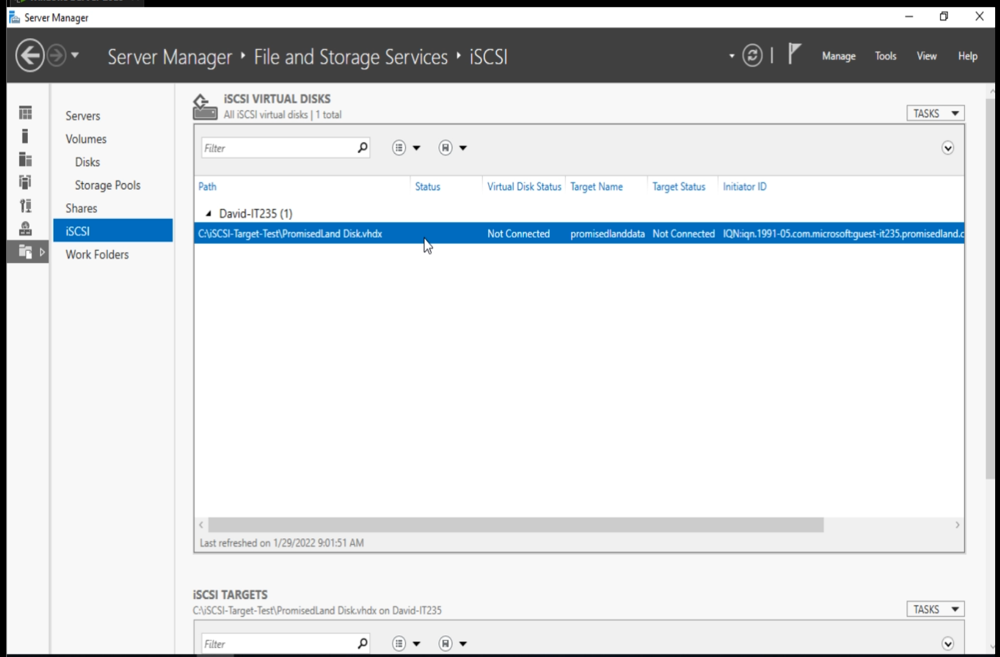 Server Manager
Server Manager ‣ File and Storage Services ‣ iSCSI
Manage Tools View Help
Servers
Volumes
Disks
Storage Pools
Shares
iSCSI
Work Folders
iSCSI VIRTUAL DISKS
All iSCSI virtual disks | 1 total
TASKS
Filter
Path Status Virtual Disk Status Target Name Target Status Initiator ID
David-IT235 (1)
C:\iSCSI-Target-Test\PromisedLand Disk.vhdx Not Connected promisedlanddata Not Connected IQN:iqn.1991-05.com.microsoft:guest-it235.promisedland.c
Last refreshed on 1/29/2022 9:01:51 AM
iSCSI TARGETS
C:\iSCSI-Target-Test\PromisedLand Disk.vhdx on David-IT235
TASKS
Filter